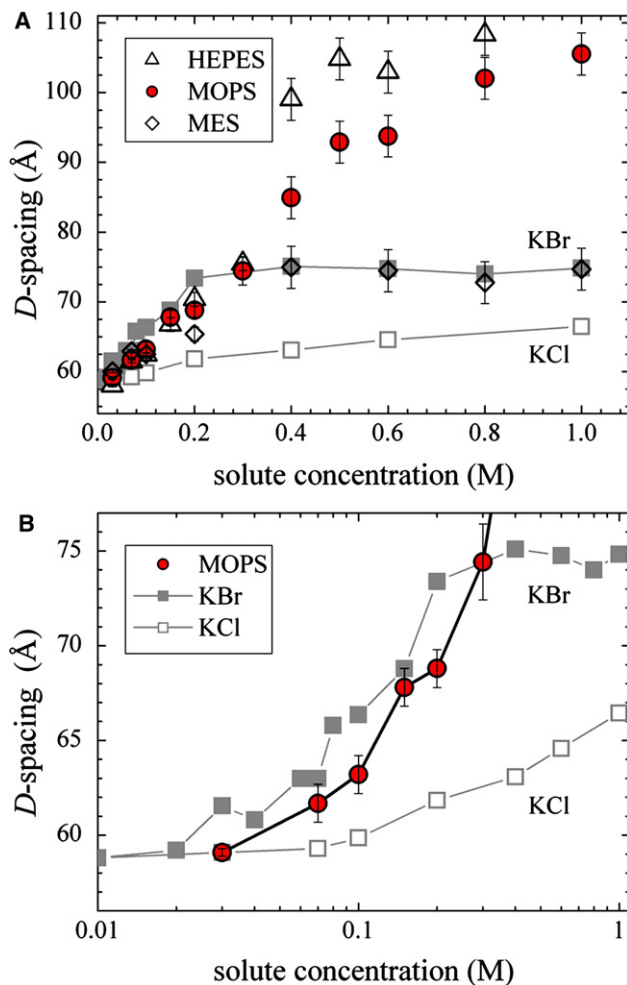 A
HEPES
MOPS
MES
110
100
90
80
70
60
D-spacing (Å)
KBr
KCl
0.0 0.2 0.4 0.6 0.8 1.0
solute concentration (M)
B
MOPS
KBr
KCl
75
70
65
60
D-spacing (Å)
KBr
KCl
0.01 0.1 1
solute concentration (M)